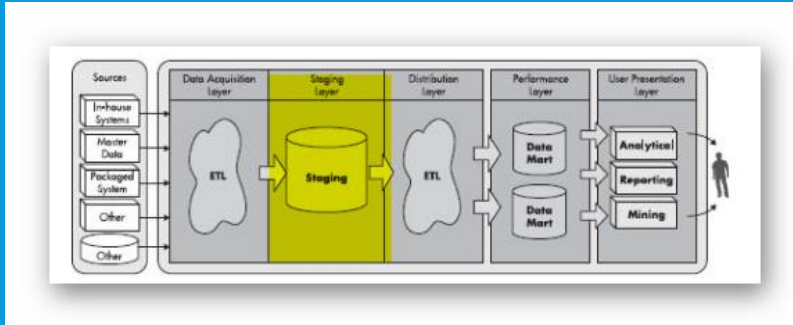 Sources
In-house
Systems
Master
Data
Packaged
System
Other
Other
Data Acquisition
Layer
ETL
Staging
Layer
Staging
Distribution
Layer
ETL
Performance
Layer
Data
Mart
Data
Mart
User Presentation
Layer
Analytical
Reporting
Mining